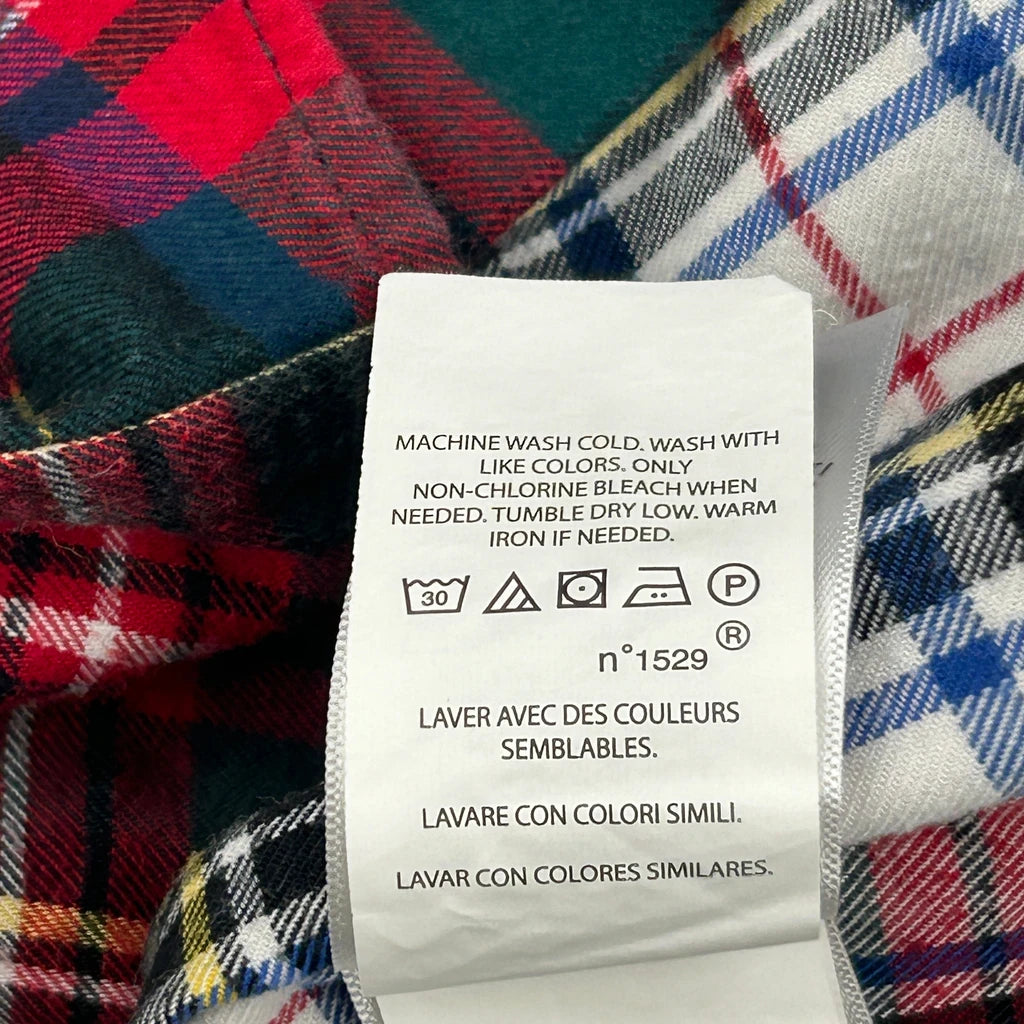 MACHINE WASH COLD. WASH WITH
LIKE COLORS. ONLY
NON-CHLORINE BLEACH WHEN
NEEDED. TUMBLE DRY LOW. WARM
IRON IF NEEDED.
30 P
n°1529 ®
LAVER AVEC DES COULEURS
SEMBLABLES.
LAVARE CON COLORI SIMILI.
LAVAR CON COLORES SIMILARES.